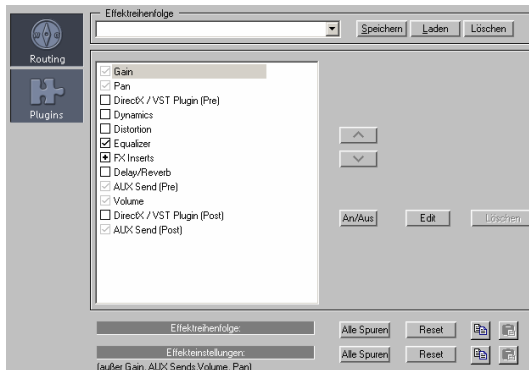 Effektreihenfolge
Speichern Laden Löschen
Routing
Plugins
Gain
Pan
DirectX / VST Plugin (Pre)
Dynamics
Distortion
Equalizer
FX Inserts
Delay/Reverb
AUX Send (Pre)
Volume
DirectX / VST Plugin (Post)
AUX Send (Post)
An/Aus Edit Löschen
Effektreihenfolge: Alle Spuren Reset
Effekteinstellungen: Alle Spuren Reset
(außer Gain, AUX Sends, Volume, Pan)